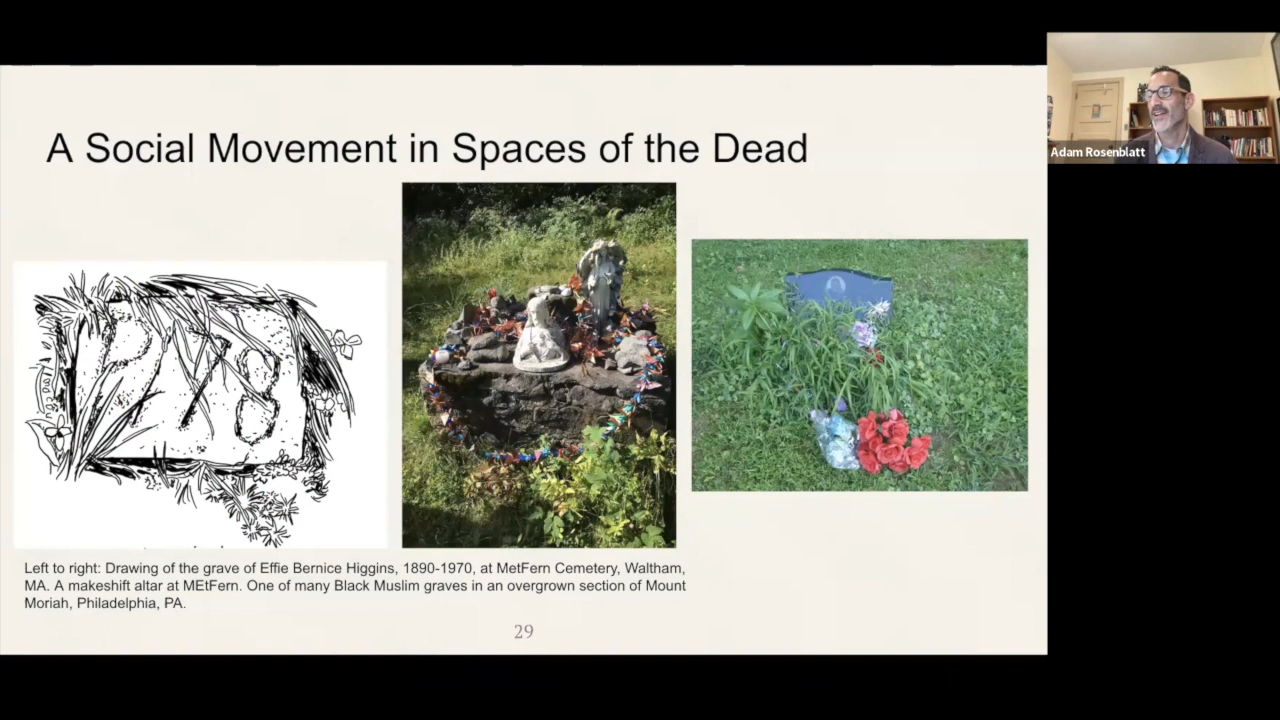 A Social Movement in Spaces of the Dead
Adam Rosenblatt
P 78
Left to right: Drawing of the grave of Effie Bernice Higgins, 1890-1970, at MetFern Cemetery, Waltham,
MA. A makeshift altar at MEtFern. One of many Black Muslim graves in an overgrown section of Mount
Moriah, Philadelphia, PA.
29